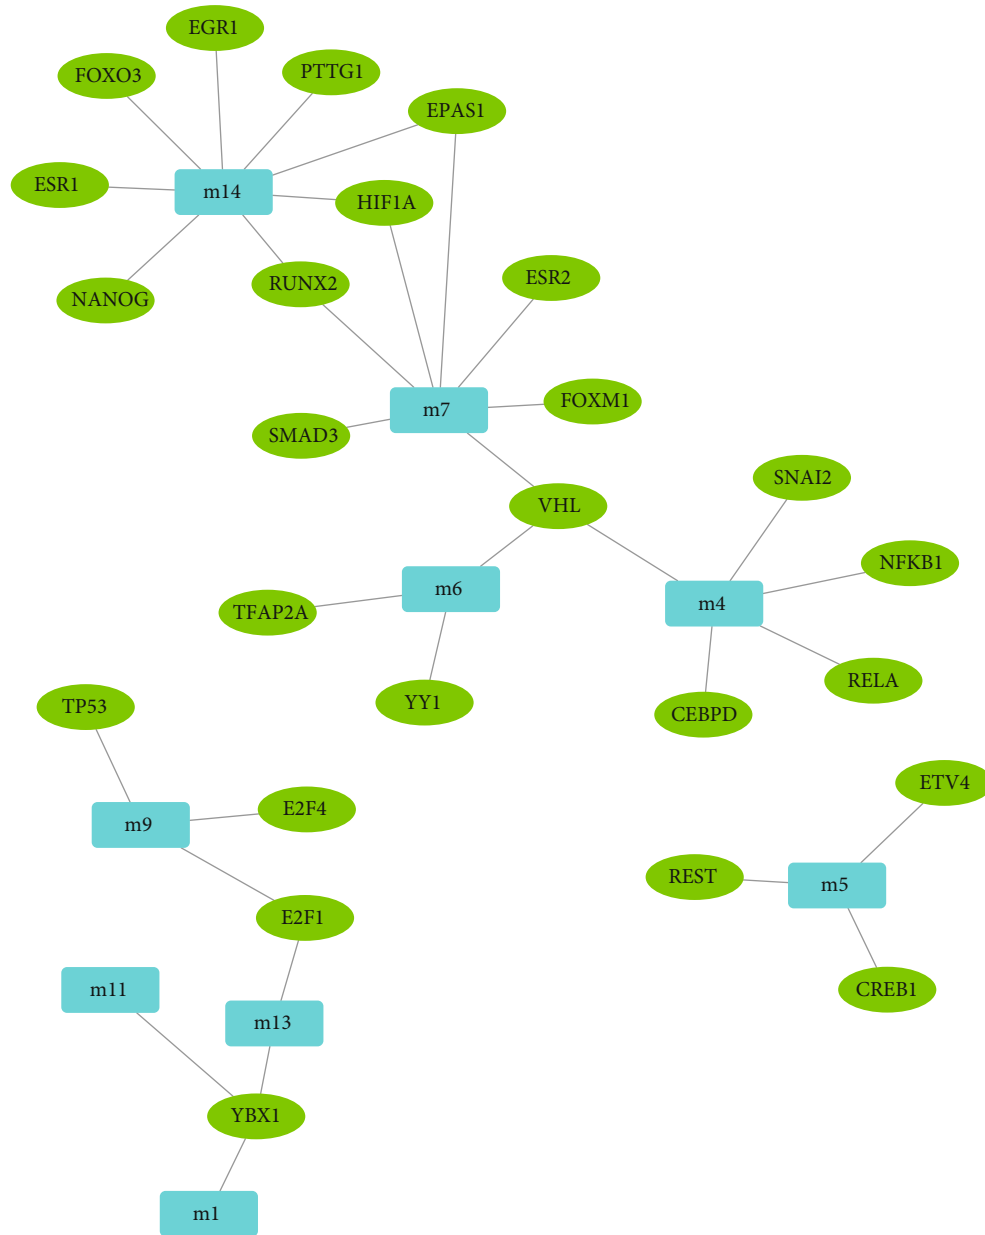 EGR1
FOXO3
PTTG1
EPAS1
ESR1
m14
HIF1A
NANOG
RUNX2
ESR2
m7
FOXM1
SMAD3
VHL
SNAI2
NFKB1
m6
m4
TFAP2A
RELA
YY1
CEBPD
TP53
ETV4
E2F4
m9
REST
m5
E2F1
m11
CREB1
m13
YBX1
m1